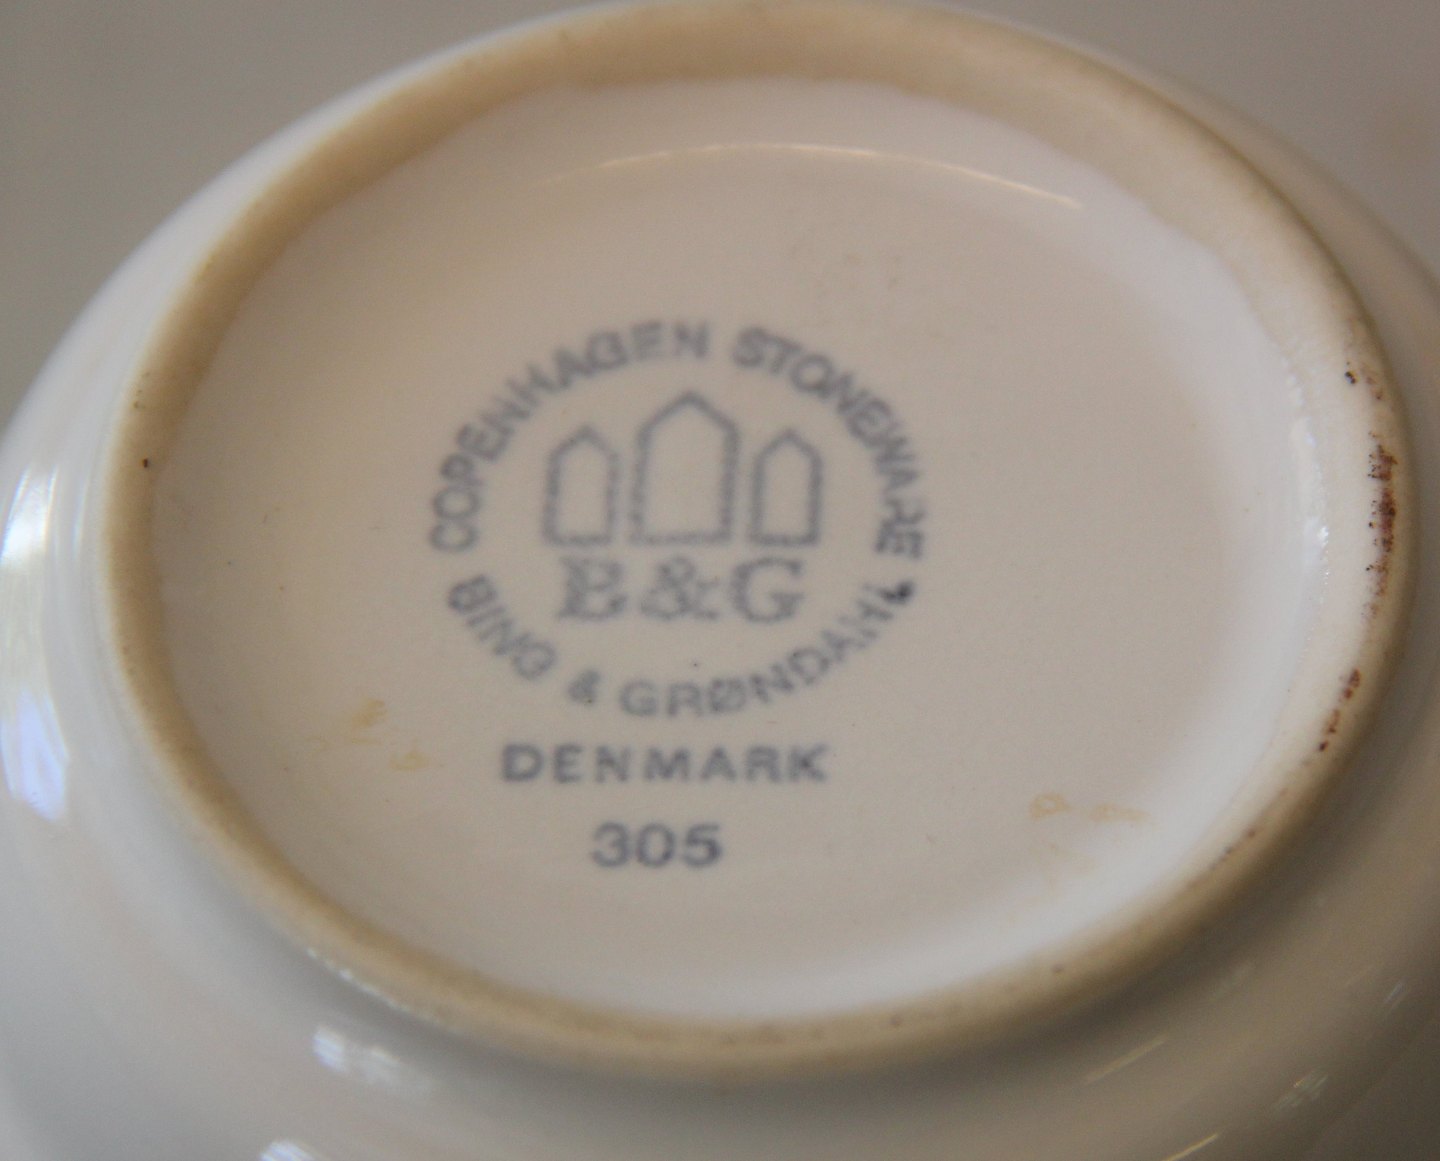 COPENHAGEN STONEWARE
B&G
BING & GRØNDAHL
DENMARK
305